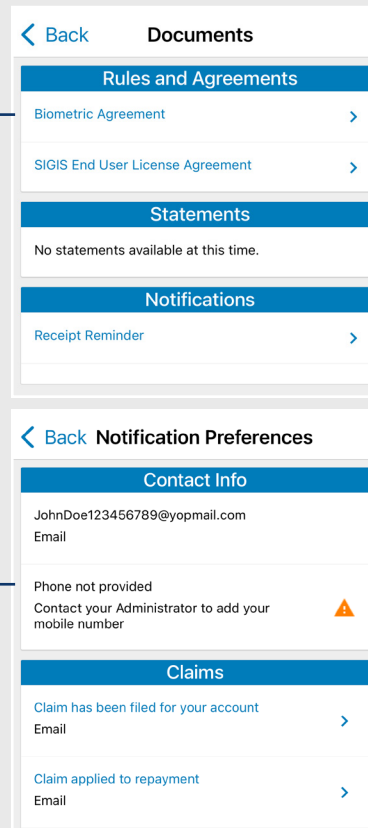 Back Documents
Rules and Agreements
Biometric Agreement
SIGIS End User License Agreement
Statements
No statements available at this time.
Notifications
Receipt Reminder
Back Notification Preferences
Contact Info
JohnDoe123456789@yopmail.com
Email
Phone not provided
Contact your Administrator to add your
mobile number
Claims
Claim has been filed for your account
Email
Claim applied to repayment
Email